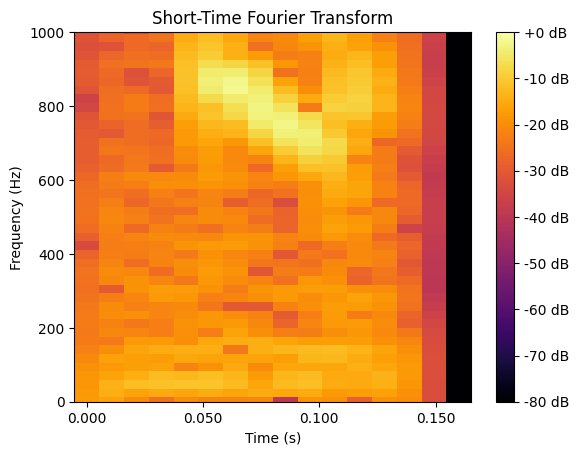 Short-Time Fourier Transform
Frequency (Hz)
1000
800
600
400
200
0
0.000
0.050
0.100
0.150
Time (s)
+0 dB
-10 dB
-20 dB
-30 dB
-40 dB
-50 dB
-60 dB
-70 dB
-80 dB